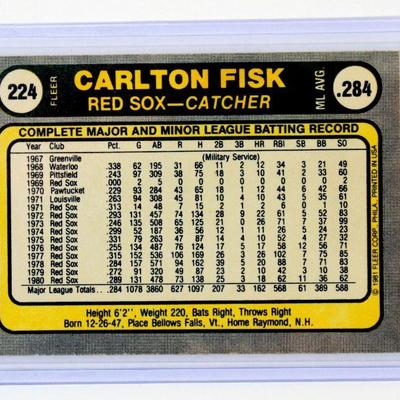 224
FLEER
CARLTON FISK
RED SOX—CATCHER
ML AVG.
.284
COMPLETE MAJOR AND MINOR LEAGUE BATTING RECORD
Year Club Pct. G AB R H 2B 3B HR RBI SB BB SO
1967 Greenville (Military Service)
1968 Waterloo .338 62 195 31 66 11 2 12 34 3 21 49
1969 Pittsfield .243 97 309 38 75 18 3 10 41 2 33 60
1969 Red Sox .000 2 5 0 0 0 0 0 0 0 0 2
1970 Pawtucket .229 93 284 43 65 18 1 12 44 6 42 66
1971 Louisville .263 94 308 45 81 10 4 10 43 5 35 61
1971 Red Sox .313 14 48 7 15 2 1 2 6 0 1 10
1972 Red Sox .293 131 457 74 134 28 9 22 61 5 52 83
1973 Red Sox .246 135 508 65 125 21 0 26 71 7 37 99
1974 Red Sox .299 52 187 36 56 12 1 11 26 5 24 23
1975 Red Sox .331 79 263 47 87 14 4 10 52 4 27 32
1976 Red Sox .255 134 487 76 124 17 5 17 58 12 56 71
1977 Red Sox .315 152 536 106 169 26 3 26 102 7 75 85
1978 Red Sox .284 157 571 94 162 39 5 20 88 7 71 83
1979 Red Sox .272 91 320 49 87 23 2 10 42 3 10 38
1980 Red Sox .289 131 478 73 138 25 3 18 62 11 36 62
Major League Totals . . .284 1078 3860 627 1097 207 33 162 568 61 389 588
Height 6'2'', Weight 220, Bats Right, Throws Right
Born 12-26-47, Place Bellows Falls, Vt., Home Raymond, N.H.
© 1981 FLEER CORP. PHILA. PRINTED IN USA